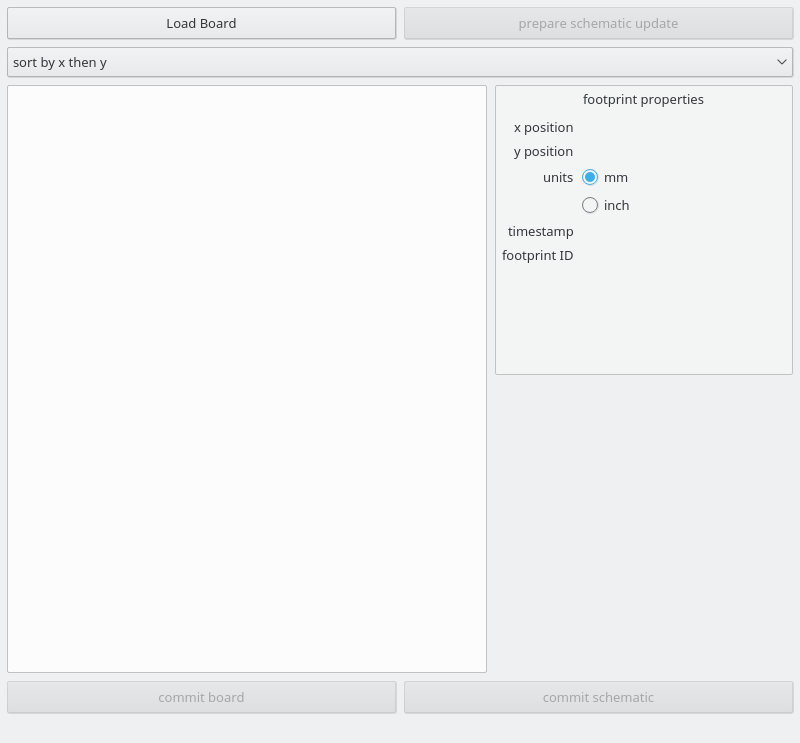 Load Board
prepare schematic update
sort by x then y
footprint properties
x position
y position
units mm
inch
timestamp
footprint ID
commit board
commit schematic